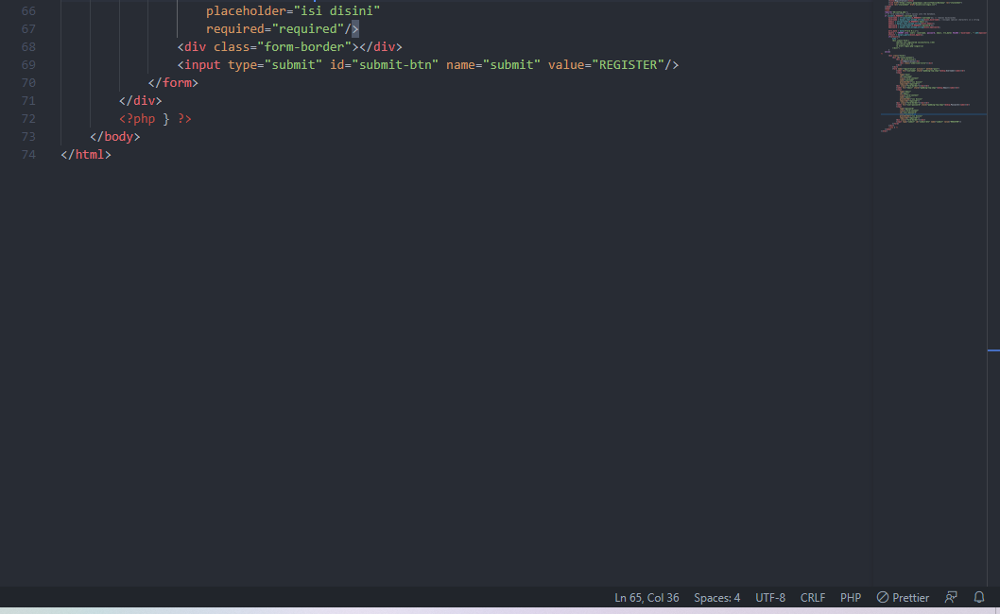 66 placeholder="isi disini"
67 required="required"/>
68 <div class="form-border"></div>
69 <input type="submit" id="submit-btn" name="submit" value="REGISTER"/>
70 </form>
71 </div>
72 <?php } ?>
73 </body>
74 </html>
Ln 65, Col 36 Spaces: 4 UTF-8 CRLF PHP Prettier